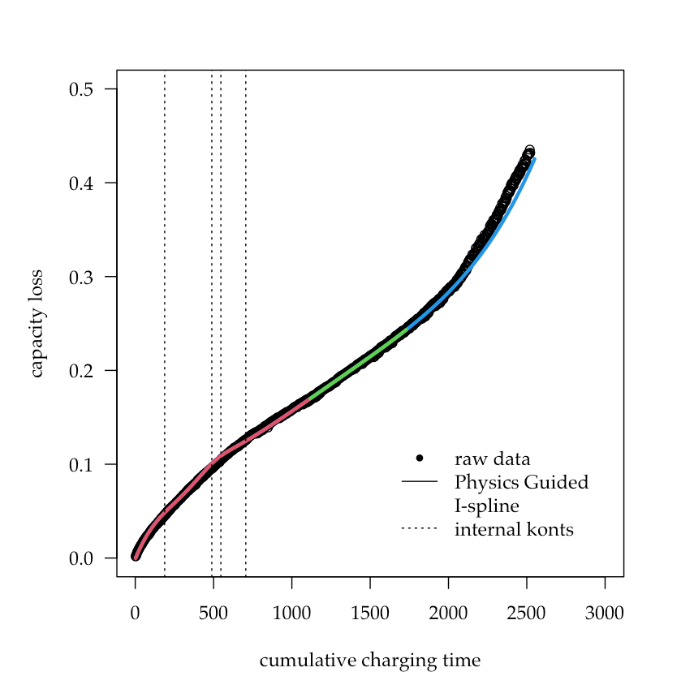 0.5
0.4
0.3
0.2
0.1
0.0
capacity loss
raw data
Physics Guided
I-spline
internal konts
0 500 1000 1500 2000 2500 3000
cumulative charging time